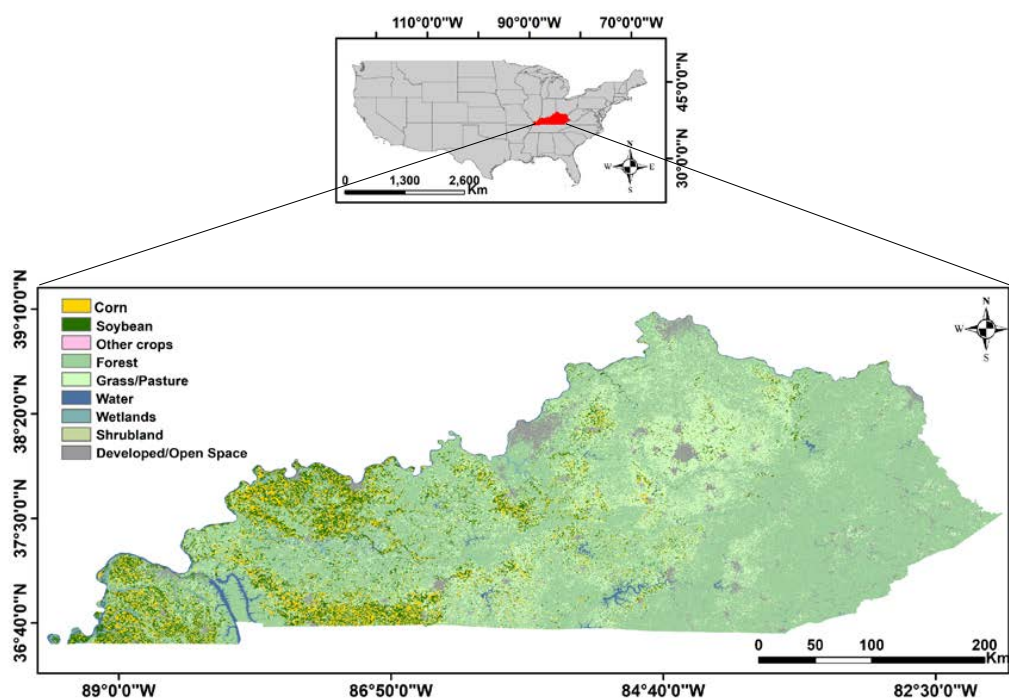 110°0'0"W 90°0'0"W 70°0'0"W
45°0'0"N
30°0'0"N
N
W E
S
0 1,300 2,600
Km
39°10'0"N
38°20'0"N
37°30'0"N
36°40'0"N
Corn
Soybean
Other crops
Forest
Grass/Pasture
Water
Wetlands
Shrubland
Developed/Open Space
N
W E
S
0 50 100 200
Km
89°0'0"W 86°50'0"W 84°40'0"W 82°30'0"W